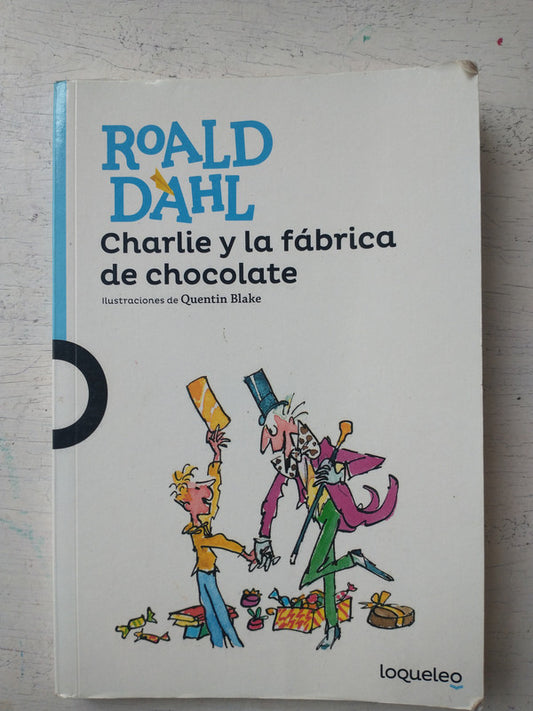 ROALD
DAHL
Charlie y la fábrica
de chocolate
Ilustraciones de Quentin Blake
loqueleo